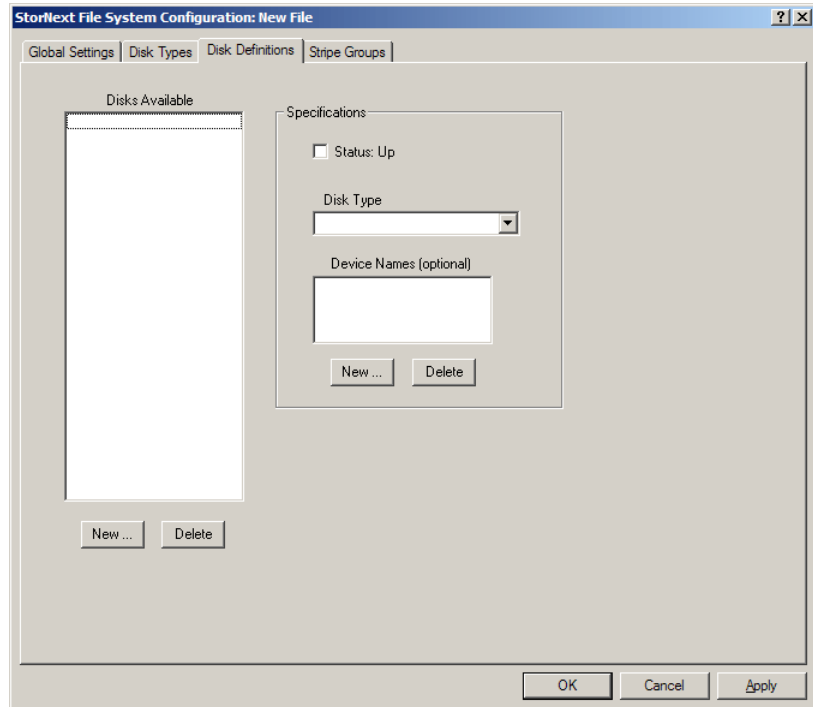 StorNext File System Configuration: New File
Global Settings Disk Types Disk Definitions Stripe Groups
Disks Available
Specifications
Status: Up
Disk Type
Device Names (optional)
New ... Delete
New ... Delete
OK Cancel Apply